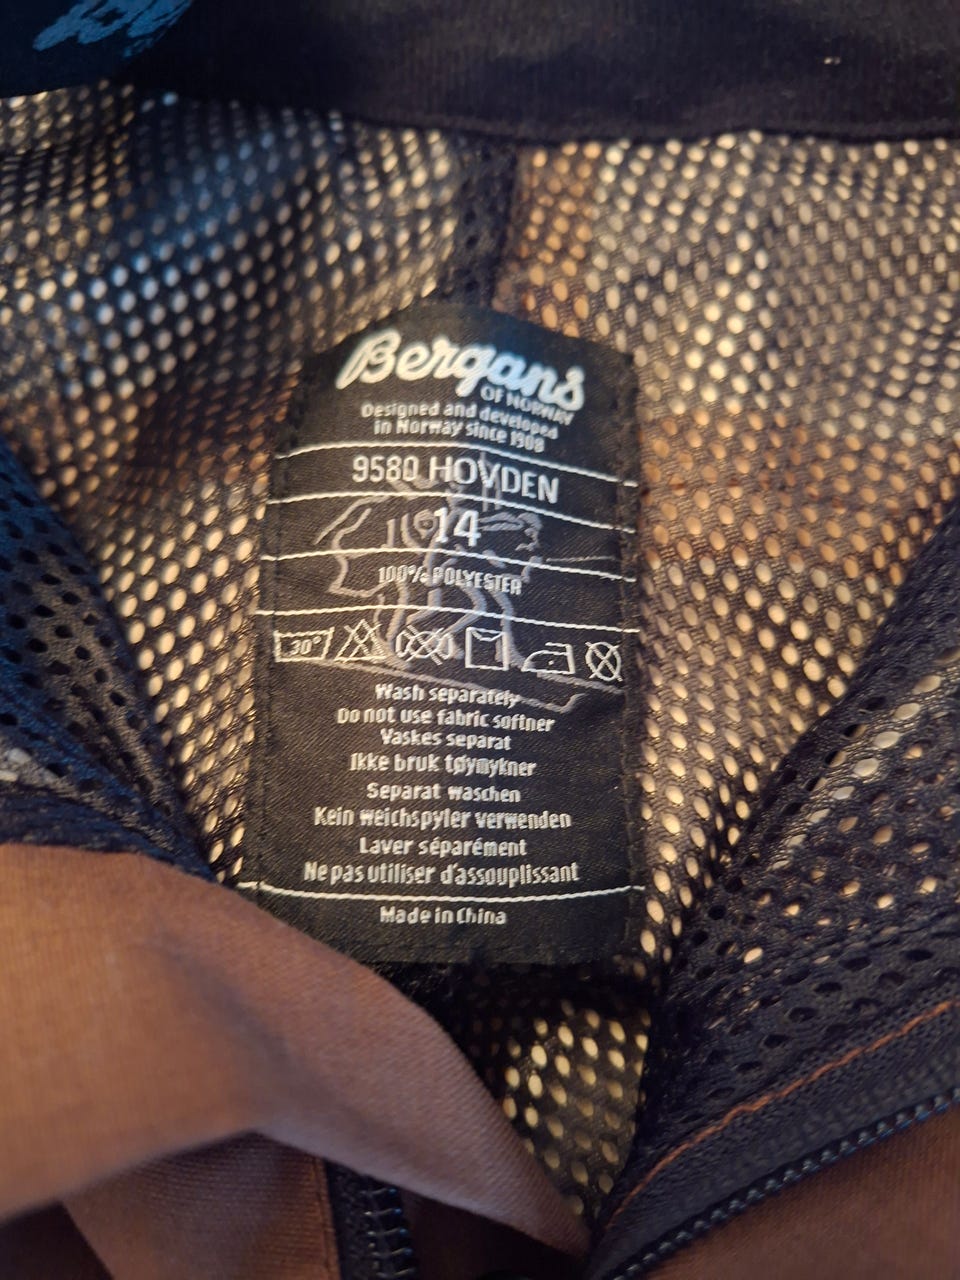 Bergans
OF NORWAY
Designed and developed
in Norway since 1908
9580 HOVDEN
14
100% POLYESTER
30°
Wash separately
Do not use fabric softner
Vaskes separat
Ikke bruk tøymykner
Separat waschen
Kein weichspyler verwenden
Laver séparément
Ne pas utiliser d'assouplissant
Made in China